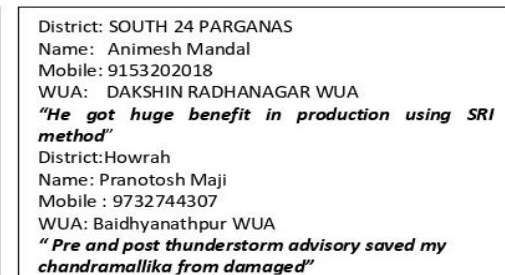 District: SOUTH 24 PARGANAS
Name: Animesh Mandal
Mobile: 9153202018
WUA: DAKSHIN RADHANAGAR WUA
“He got huge benefit in production using SRI
method”
District:Howrah
Name: Pranotosh Maji
Mobile : 9732744307
WUA: Baidhyanathpur WUA
“ Pre and post thunderstorm advisory saved my
chandramallika from damaged”